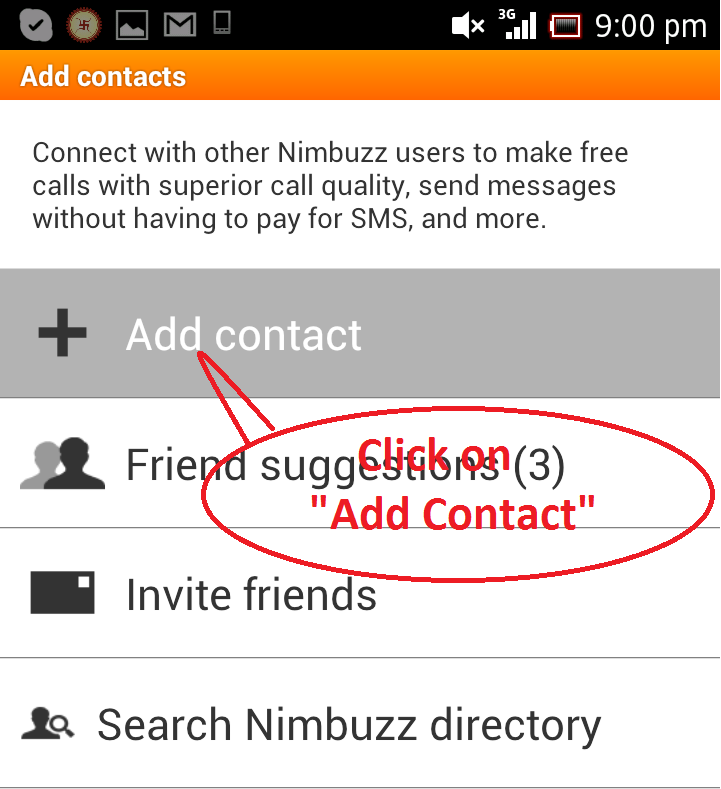 3G 9:00 pm
Add contacts
Connect with other Nimbuzz users to make free
calls with superior call quality, send messages
without having to pay for SMS, and more.
Add contact
Friend suggestions (3)
Click on
"Add Contact"
Invite friends
Search Nimbuzz directory